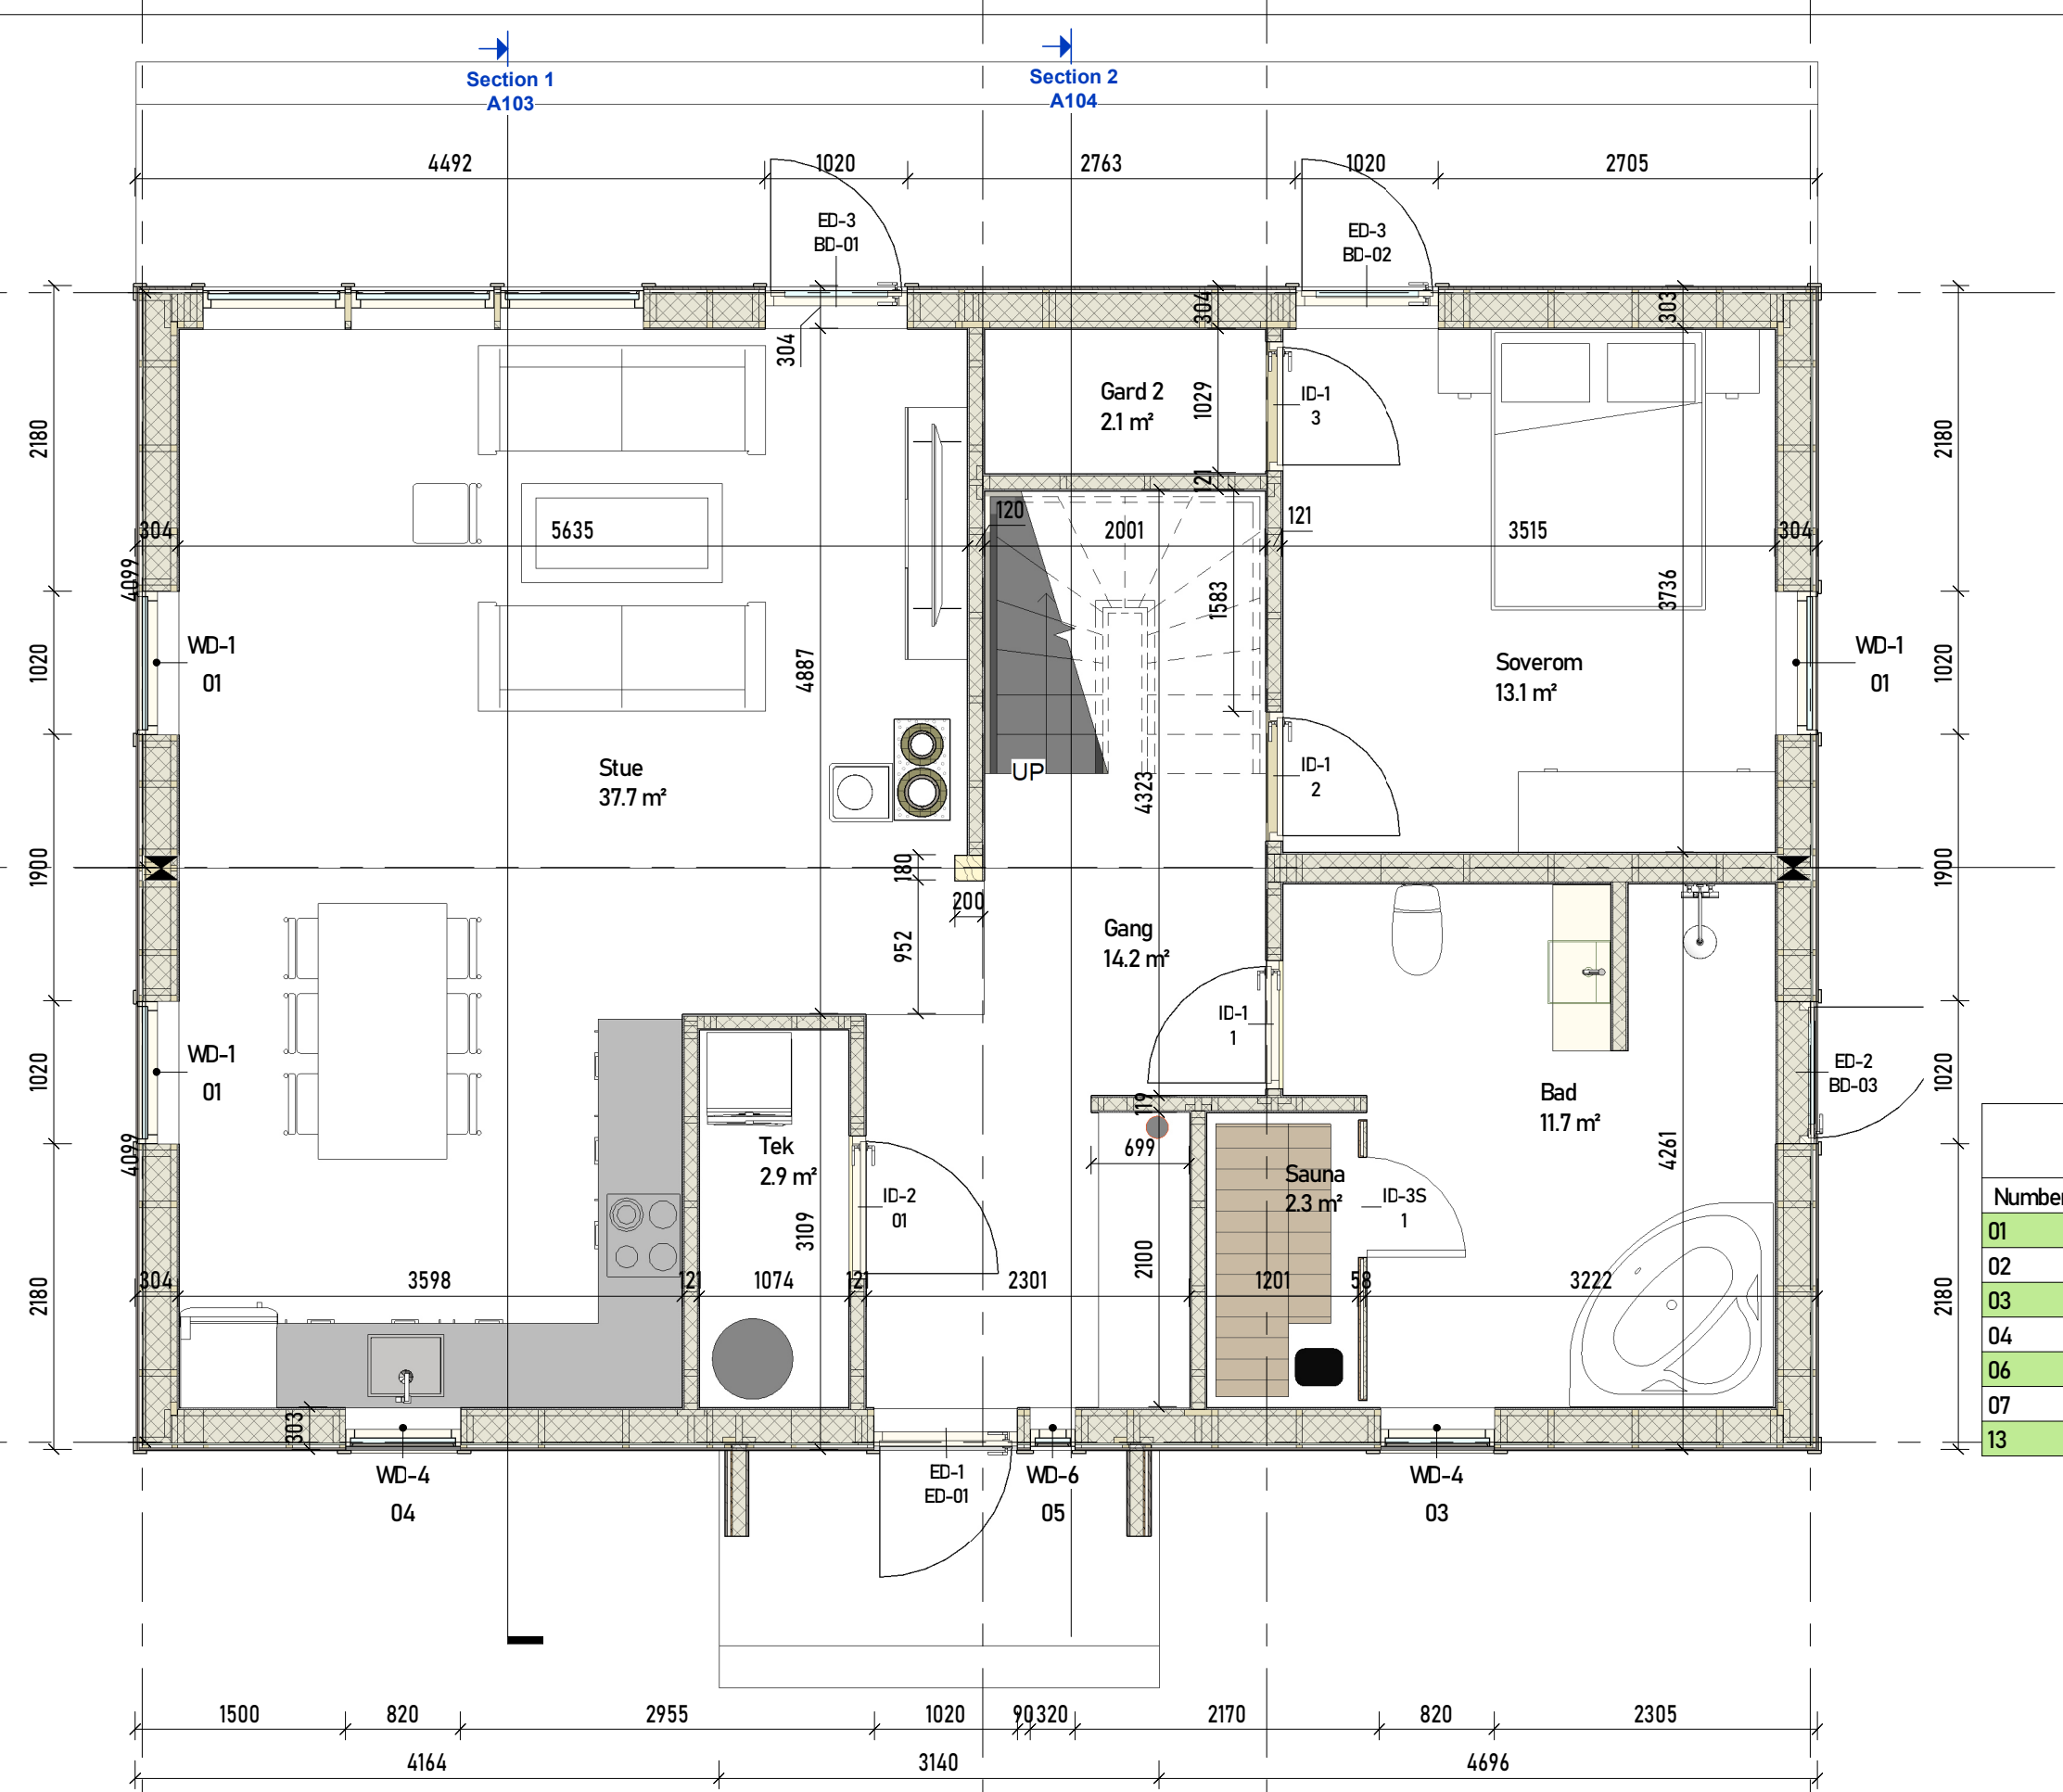 Section 1
A103
Section 2
A104
4492
1020
2763
1020
2705
ED-3
BD-01
ED-3
BD-02
304
304
303
2180
2180
Gard 2
2.1 m²
1029
ID-1
3
121
304
5635
120
2001
121
3515
304
4099
1583
3736
1020
WD-1
01
4887
Soverom
13.1 m²
WD-1
01
1020
Stue
37.7 m²
UP
4323
ID-1
2
1900
180
200
952
Gang
14.2 m²
1900
ID-1
1
WD-1
01
1020
ED-2
BD-03
1020
Bad
11.7 m²
119
4099
Tek
2.9 m²
699
4261
Sauna
2.3 m²
ID-3S
1
ID-2
01
3109
2100
2180
304
3598
121
1074
121
2301
1201
58
3222
2180
303
Number
01
02
03
04
06
07
13
WD-4
04
ED-1
ED-01
WD-6
05
WD-4
03
1500
820
2955
1020
90
320
2170
820
2305
4164
3140
4696